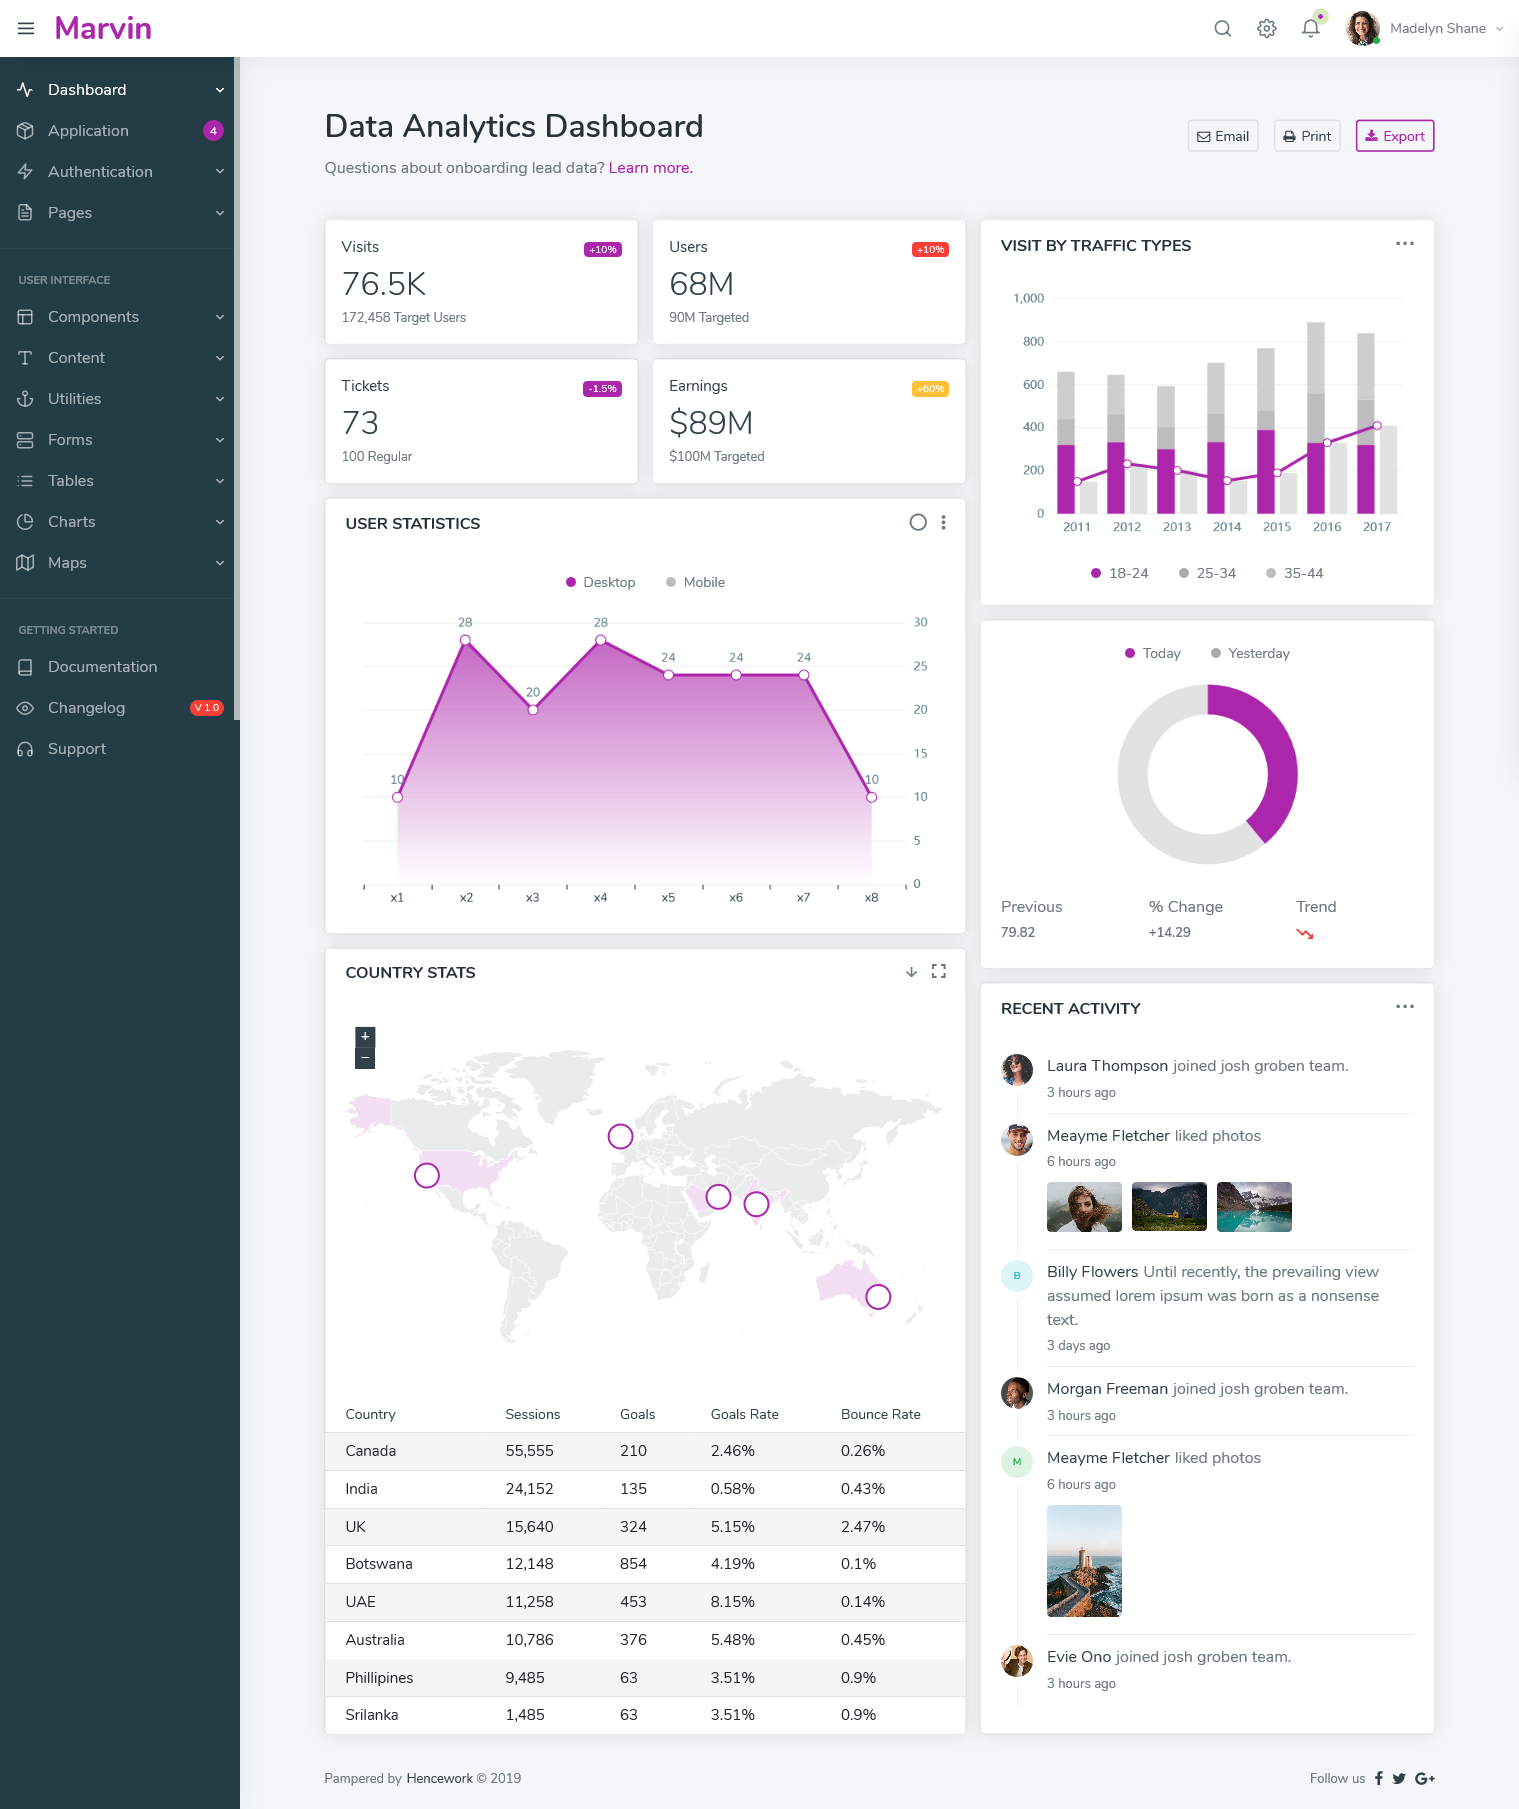 Marvin
Madelyn Shane
Dashboard
Application 4
Authentication
Pages
USER INTERFACE
Components
Content
Utilities
Forms
Tables
Charts
Maps
GETTING STARTED
Documentation
Changelog V 1.0
Support
Data Analytics Dashboard
Questions about onboarding lead data? Learn more.
Email
Print
Export
Visits +10%
76.5K
172,458 Target Users
Users +10%
68M
90M Targeted
Tickets -1.5%
73
100 Regular
Earnings +60%
$89M
$100M Targeted
USER STATISTICS
Desktop Mobile
30
25
20
15
10
5
0
10 28 20 28 24 24 24 10
x1 x2 x3 x4 x5 x6 x7 x8
COUNTRY STATS
+
−
Country Sessions Goals Goals Rate Bounce Rate
Canada 55,555 210 2.46% 0.26%
India 24,152 135 0.58% 0.43%
UK 15,640 324 5.15% 2.47%
Botswana 12,148 854 4.19% 0.1%
UAE 11,258 453 8.15% 0.14%
Australia 10,786 376 5.48% 0.45%
Phillipines 9,485 63 3.51% 0.9%
Srilanka 1,485 63 3.51% 0.9%
VISIT BY TRAFFIC TYPES
1,000
800
600
400
200
0
2011 2012 2013 2014 2015 2016 2017
18-24 25-34 35-44
Today Yesterday
Previous % Change Trend
79.82 +14.29
RECENT ACTIVITY
Laura Thompson joined josh groben team.
3 hours ago
Meayme Fletcher liked photos
6 hours ago
B
Billy Flowers Until recently, the prevailing view
assumed lorem ipsum was born as a nonsense
text.
3 days ago
Morgan Freeman joined josh groben team.
3 hours ago
M
Meayme Fletcher liked photos
6 hours ago
Evie Ono joined josh groben team.
3 hours ago
Pampered by Hencework © 2019
Follow us